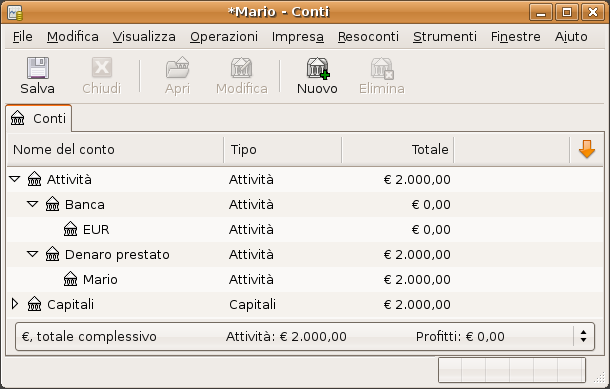 *Mario - Conti
File Modifica Visualizza Operazioni Impresa Resoconti Strumenti Finestre Aiuto
Salva Chiudi Apri Modifica Nuovo Elimina
Conti
Nome del conto Tipo Totale
Attività Attività € 2.000,00
Banca Attività € 0,00
EUR Attività € 0,00
Denaro prestato Attività € 2.000,00
Mario Attività € 2.000,00
Capitali Capitali € 2.000,00
€, totale complessivo Attività: € 2.000,00 Profitti: € 0,00